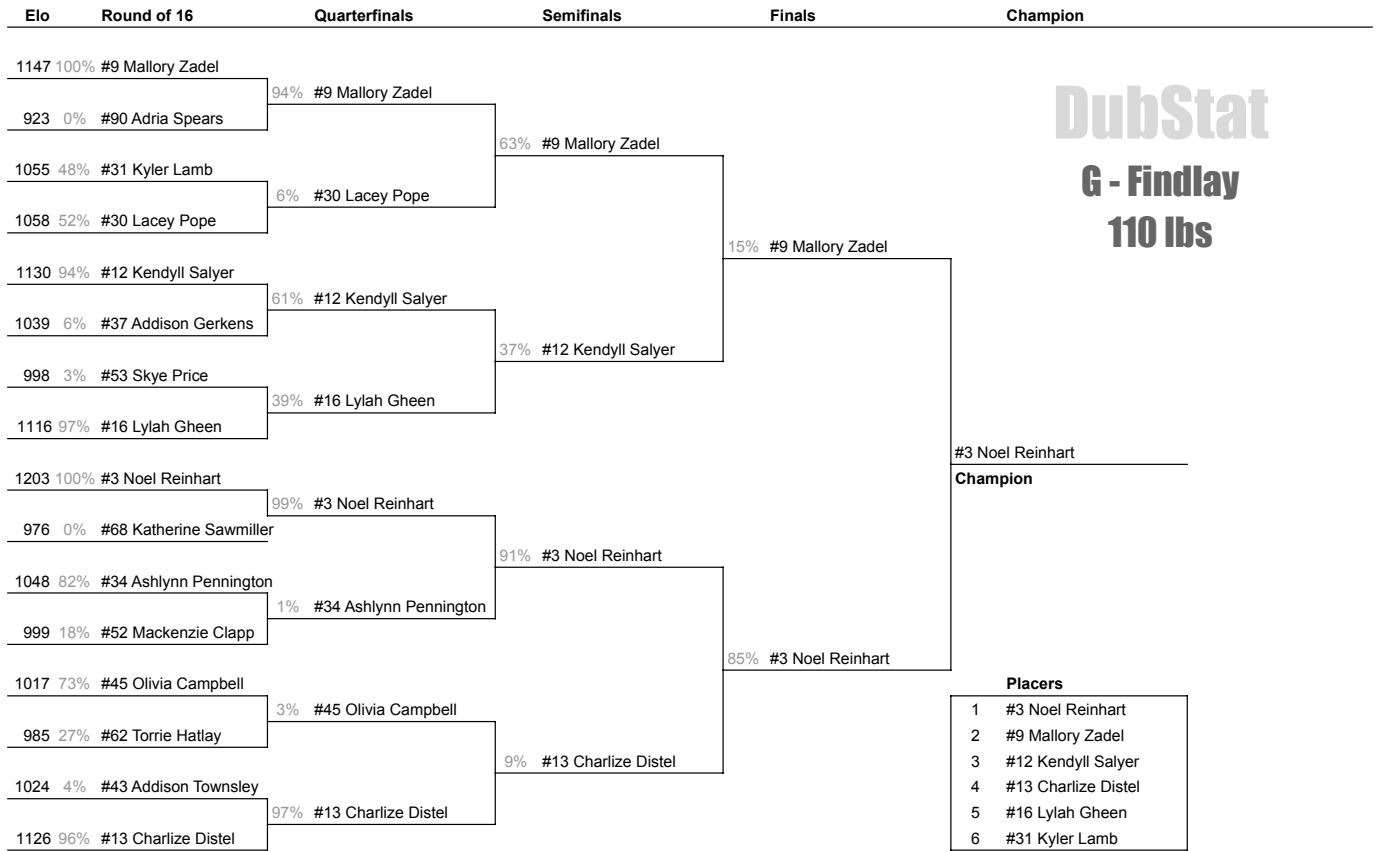 Elo Round of 16 Quarterfinals Semifinals Finals Champion
1147 100% #9 Mallory Zadel
94% #9 Mallory Zadel
923 0% #90 Adria Spears
63% #9 Mallory Zadel
1055 48% #31 Kyler Lamb
6% #30 Lacey Pope
1058 52% #30 Lacey Pope
15% #9 Mallory Zadel
1130 94% #12 Kendyll Salyer
61% #12 Kendyll Salyer
1039 6% #37 Addison Gerkens
37% #12 Kendyll Salyer
998 3% #53 Skye Price
39% #16 Lylah Gheen
1116 97% #16 Lylah Gheen
#3 Noel Reinhart
Champion
1203 100% #3 Noel Reinhart
99% #3 Noel Reinhart
976 0% #68 Katherine Sawmiller
91% #3 Noel Reinhart
1048 82% #34 Ashlynn Pennington
1% #34 Ashlynn Pennington
999 18% #52 Mackenzie Clapp
85% #3 Noel Reinhart
1017 73% #45 Olivia Campbell
3% #45 Olivia Campbell
985 27% #62 Torrie Hatlay
9% #13 Charlize Distel
1024 4% #43 Addison Townsley
97% #13 Charlize Distel
1126 96% #13 Charlize Distel
DubStat
G - Findlay
110 lbs
Placers
1 #3 Noel Reinhart
2 #9 Mallory Zadel
3 #12 Kendyll Salyer
4 #13 Charlize Distel
5 #16 Lylah Gheen
6 #31 Kyler Lamb